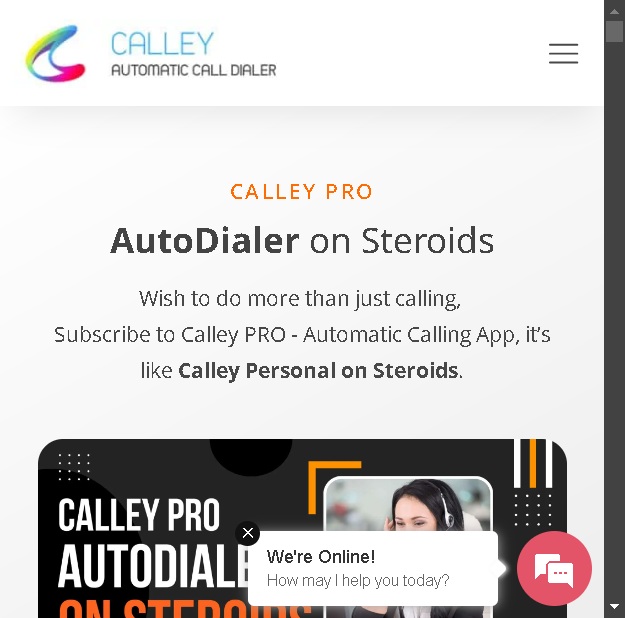 CALLEY
AUTOMATIC CALL DIALER
CALLEY PRO
AutoDialer on Steroids
Wish to do more than just calling,
Subscribe to Calley PRO - Automatic Calling App, it’s
like Calley Personal on Steroids.
CALLEY PRO
AUTODIALE
ON STEROIDS
We're Online!
How may I help you today?